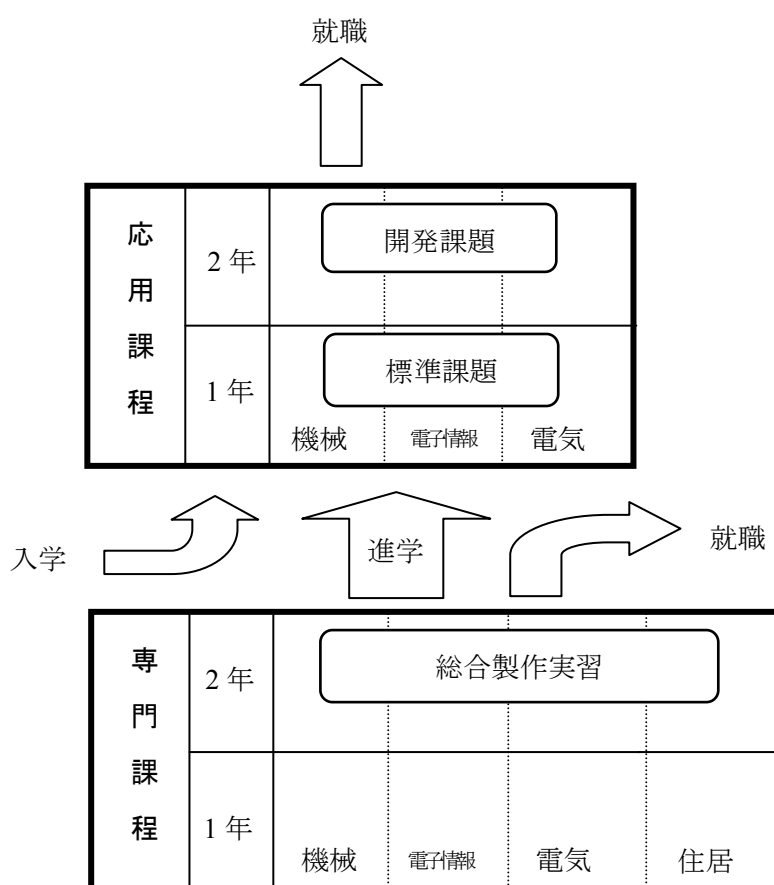 就職
応用課程
2年
開発課題
1年
標準課題
機械
電子情報
電気
入学
進学
就職
専門課程
2年
総合製作実習
1年
機械
電子情報
電気
住居